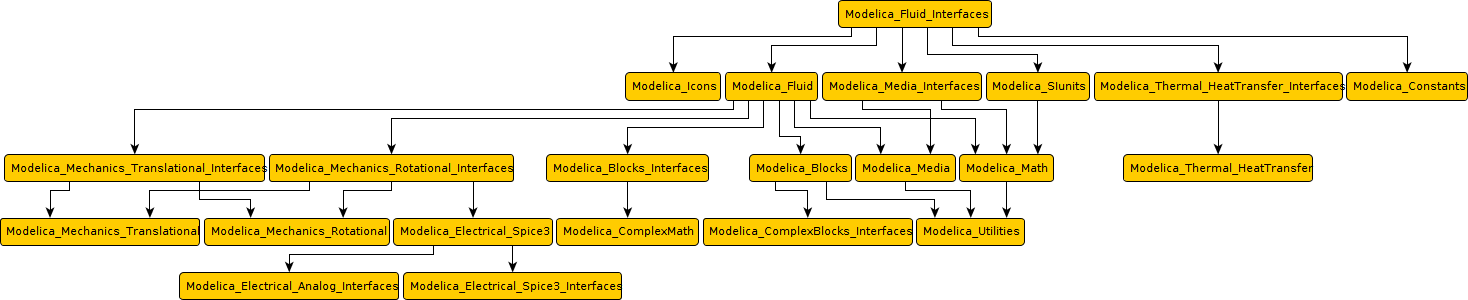 Modelica_Fluid_Interfaces
Modelica_Icons
Modelica_Fluid
Modelica_Media_Interfaces
Modelica_SIunits
Modelica_Thermal_HeatTransfer_Interfaces
Modelica_Constants
Modelica_Mechanics_Translational_Interfaces
Modelica_Mechanics_Rotational_Interfaces
Modelica_Blocks_Interfaces
Modelica_Blocks
Modelica_Media
Modelica_Math
Modelica_Thermal_HeatTransfer
Modelica_Mechanics_Translational
Modelica_Mechanics_Rotational
Modelica_Electrical_Spice3
Modelica_ComplexMath
Modelica_ComplexBlocks_Interfaces
Modelica_Utilities
Modelica_Electrical_Analog_Interfaces
Modelica_Electrical_Spice3_Interfaces